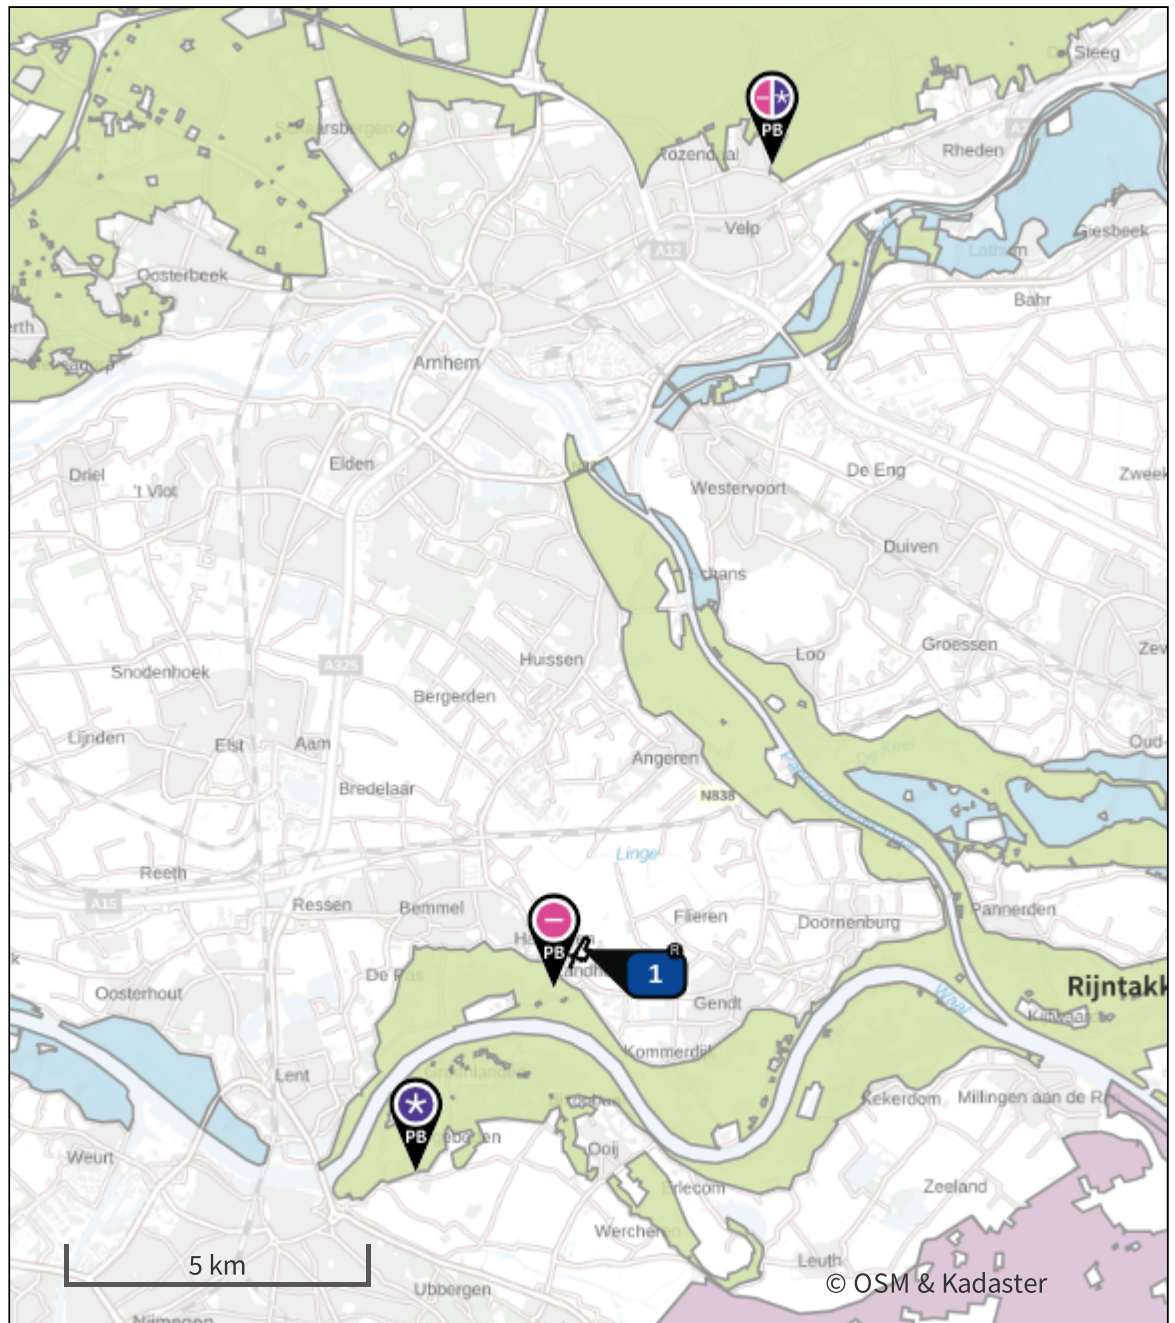 Steeg
PB
Rheden
Velp
A12
Giesbeek
Oosterbeek
Bahr
Arnhem
Driel
Elden
't Vlot
De Eng
Westervoort
Zweek
Duiven
Snodenhoek
A325
Huissen
Loo
Groessen
Bergerden
Lijnden
Elst
Aam
Angeren
Bredelaar
N838
Linge
Reeth
A15
Ressen
Bemmel
Flieren
Doornenburg
Pannerden
PB
1
R
Oosterhout
Gendt
Waal
Rijntakk
Kommerdijk
Lent
PB
Kekerdom
Millingen aan de R
Weurt
Ooij
Erlecom
Zeeland
Leuth
5 km
© OSM & Kadaster
Ubbergen
Nijmegen